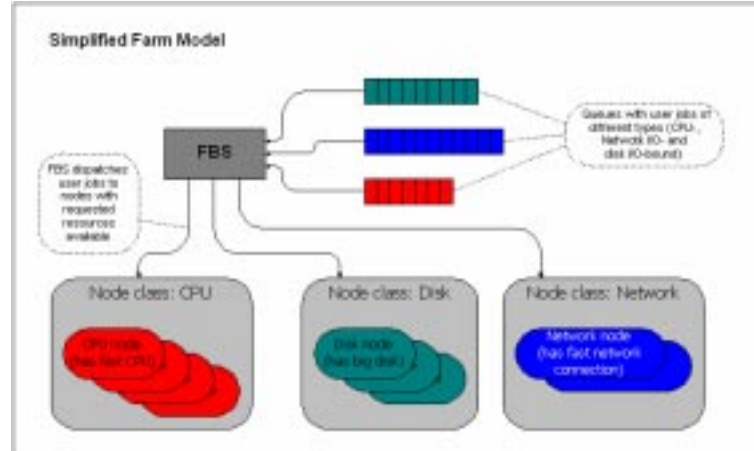 Simplified Farm Model
FBS
Queues with user jobs of
different types (CPU-,
Network I/O- and
disk I/O-bound)
FBS dispatches
user jobs to
nodes with
requested
resources
available
Node class: CPU
Node class: Disk
Node class: Network
CPU node
(has fast CPU)
Disk node
(has big disk)
Network node
(has fast network
connection)